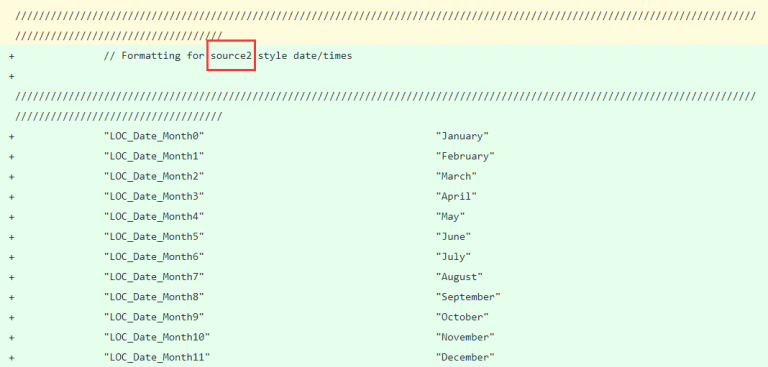 //////////////////////////////////////////////////////////////////////////////////////////////////////////////////////////////
///////////////////////////////////
+ // Formatting for source2 style date/times
+
//////////////////////////////////////////////////////////////////////////////////////////////////////////////////////////////
///////////////////////////////////
+ "LOC_Date_Month0" "January"
+ "LOC_Date_Month1" "February"
+ "LOC_Date_Month2" "March"
+ "LOC_Date_Month3" "April"
+ "LOC_Date_Month4" "May"
+ "LOC_Date_Month5" "June"
+ "LOC_Date_Month6" "July"
+ "LOC_Date_Month7" "August"
+ "LOC_Date_Month8" "September"
+ "LOC_Date_Month9" "October"
+ "LOC_Date_Month10" "November"
+ "LOC_Date_Month11" "December"